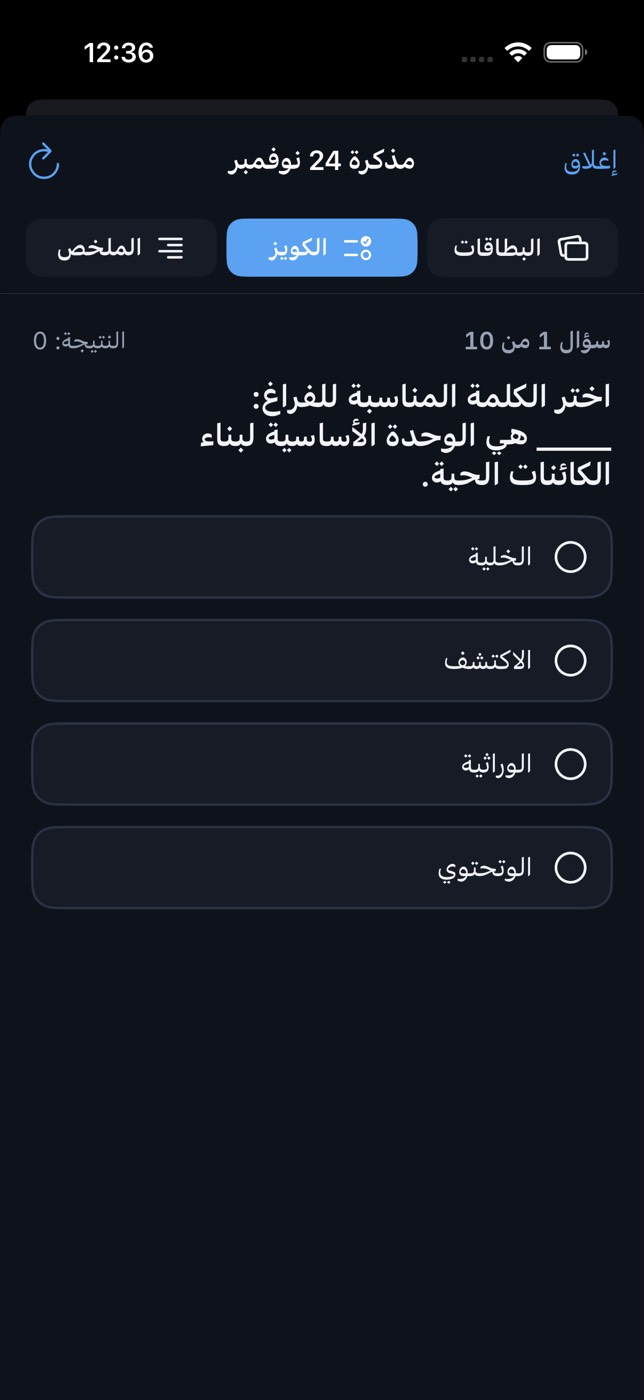 12:36
إغلاق
مذكرة 24 نوفمبر
البطاقات
الكويز
الملخص
سؤال 1 من 10
النتيجة: 0
اختر الكلمة المناسبة للفراغ:
_____ هي الوحدة الأساسية لبناء
الكائنات الحية.
الخلية
الاكتشف
الوراثية
الوتحتوي